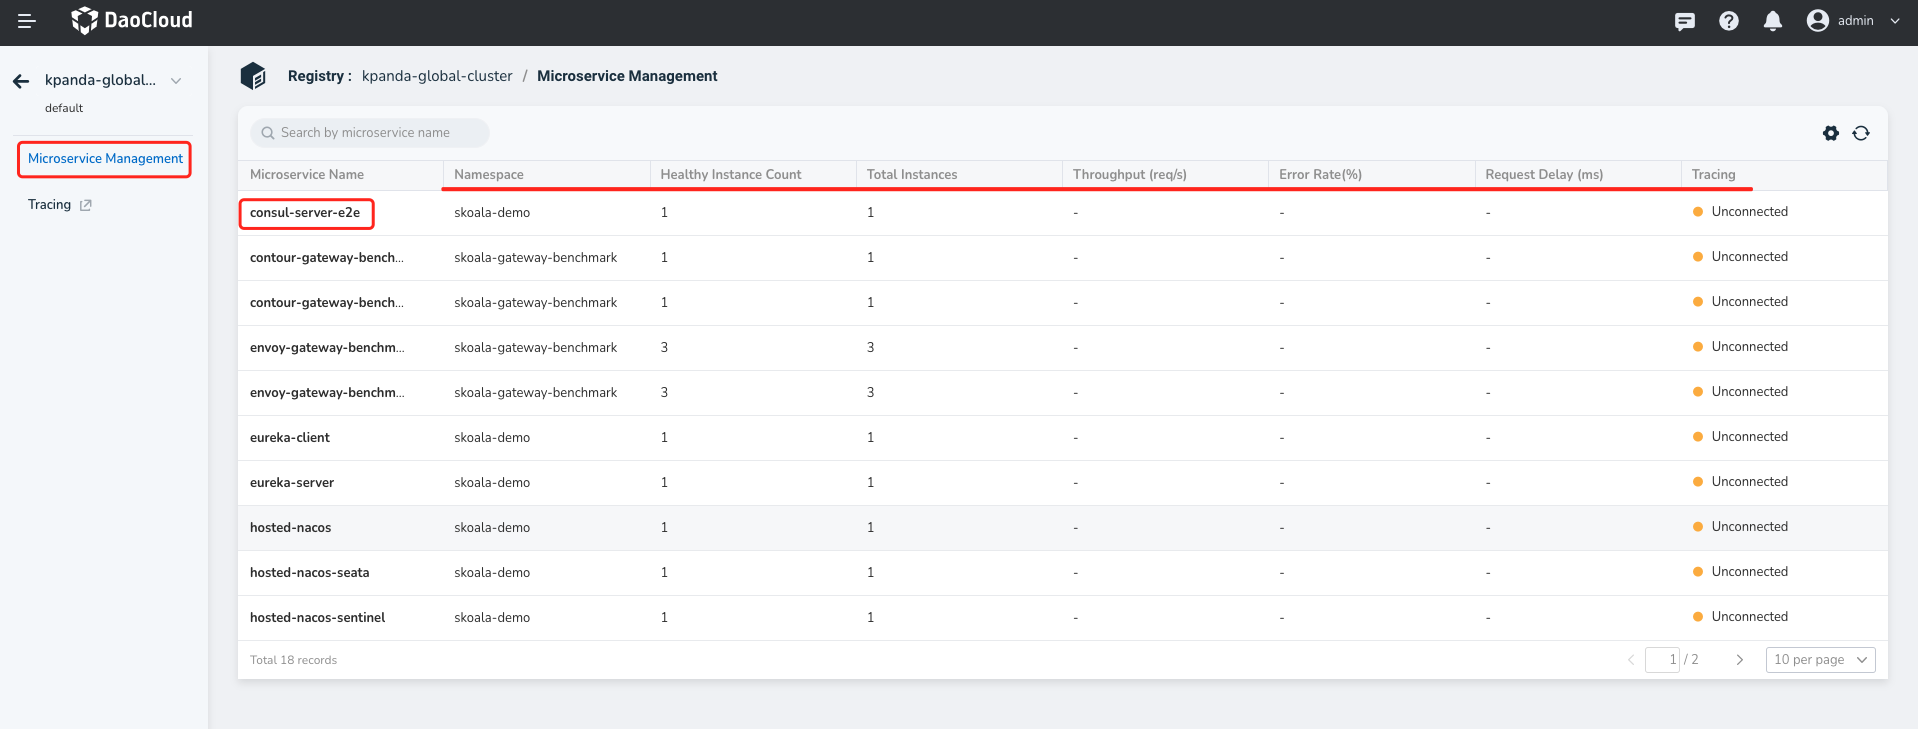 DaoCloud
admin
kpanda-global...
default
Microservice Management
Tracing
Registry : kpanda-global-cluster / Microservice Management
Search by microservice name
Microservice Name Namespace Healthy Instance Count Total Instances Throughput (req/s) Error Rate(%) Request Delay (ms) Tracing
consul-server-e2e skoala-demo 1 1 - - - Unconnected
contour-gateway-bench... skoala-gateway-benchmark 1 1 - - - Unconnected
contour-gateway-bench... skoala-gateway-benchmark 1 1 - - - Unconnected
envoy-gateway-benchm... skoala-gateway-benchmark 3 3 - - - Unconnected
envoy-gateway-benchm... skoala-gateway-benchmark 3 3 - - - Unconnected
eureka-client skoala-demo 1 1 - - - Unconnected
eureka-server skoala-demo 1 1 - - - Unconnected
hosted-nacos skoala-demo 1 1 - - - Unconnected
hosted-nacos-seata skoala-demo 1 1 - - - Unconnected
hosted-nacos-sentinel skoala-demo 1 1 - - - Unconnected
Total 18 records
1 / 2
10 per page